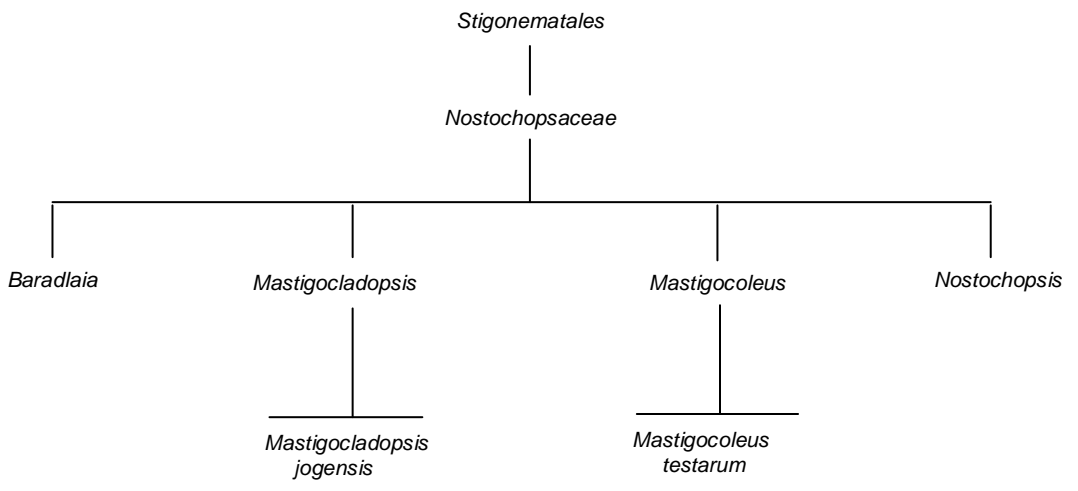 Stigonematales
Nostochopsaceae
Baradlaia
Mastigocladopsis
Mastigocoleus
Nostochopsis
Mastigocladopsis
jogensis
Mastigocoleus
testarum